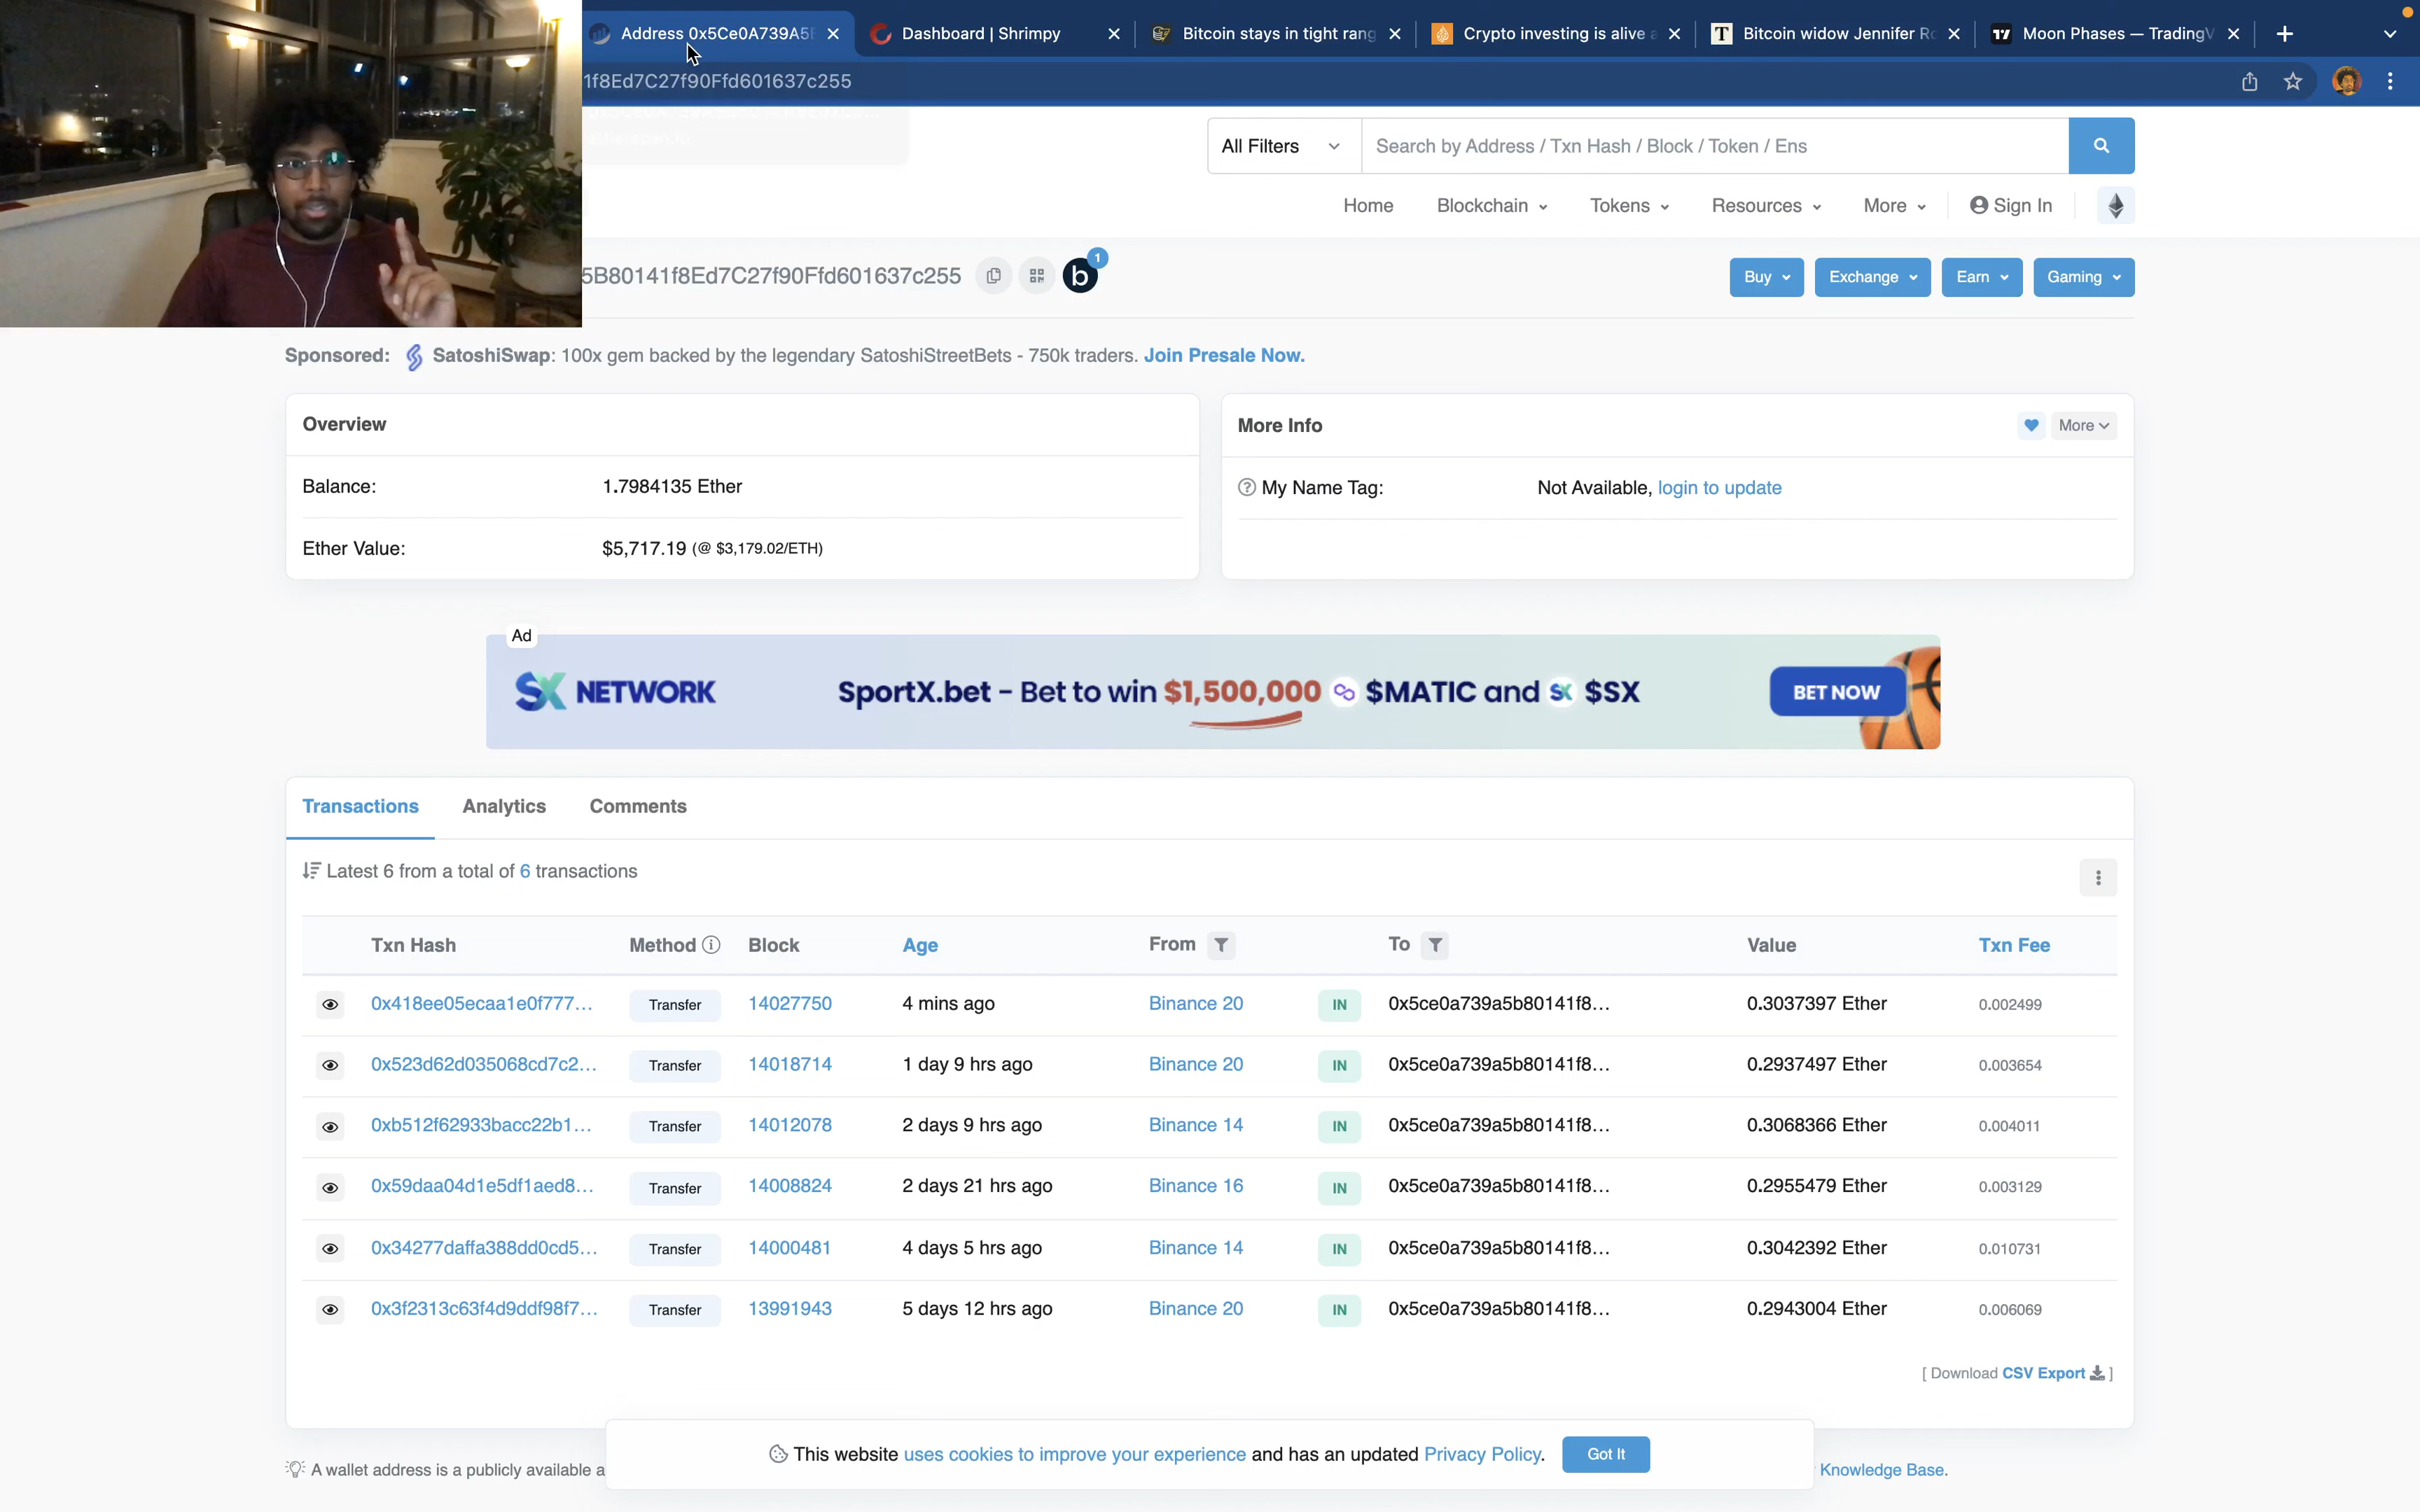 Address 0x5Ce0A739A5B
Dashboard | Shrimpy
Bitcoin stays in tight rang
Crypto investing is alive a
Bitcoin widow Jennifer Ro
Moon Phases — TradingV
1f8Ed7C27f90Ffd601637c255
All Filters
Search by Address / Txn Hash / Block / Token / Ens
Home Blockchain Tokens Resources More Sign In
5B80141f8Ed7C27f90Ffd601637c255
b 1
Buy Exchange Earn Gaming
Sponsored: SatoshiSwap: 100x gem backed by the legendary SatoshiStreetBets - 750k traders. Join Presale Now.
Overview
Balance: 1.7984135 Ether
Ether Value: $5,717.19 (@ $3,179.02/ETH)
More Info
More
My Name Tag: Not Available, login to update
Ad
SX NETWORK SportX.bet – Bet to win $1,500,000 $MATIC and $SX BET NOW
Transactions Analytics Comments
Latest 6 from a total of 6 transactions
Txn Hash Method Block Age From To Value Txn Fee
0x418ee05ecaa1e0f777... Transfer 14027750 4 mins ago Binance 20 IN 0x5ce0a739a5b80141f8... 0.3037397 Ether 0.002499
0x523d62d035068cd7c2... Transfer 14018714 1 day 9 hrs ago Binance 20 IN 0x5ce0a739a5b80141f8... 0.2937497 Ether 0.003654
0xb512f62933bacc22b1... Transfer 14012078 2 days 9 hrs ago Binance 14 IN 0x5ce0a739a5b80141f8... 0.3068366 Ether 0.004011
0x59daa04d1e5df1aed8... Transfer 14008824 2 days 21 hrs ago Binance 16 IN 0x5ce0a739a5b80141f8... 0.2955479 Ether 0.003129
0x34277daffa388dd0cd5... Transfer 14000481 4 days 5 hrs ago Binance 14 IN 0x5ce0a739a5b80141f8... 0.3042392 Ether 0.010731
0x3f2313c63f4d9ddf98f7... Transfer 13991943 5 days 12 hrs ago Binance 20 IN 0x5ce0a739a5b80141f8... 0.2943004 Ether 0.006069
[ Download CSV Export ]
This website uses cookies to improve your experience and has an updated Privacy Policy. Got It
A wallet address is a publicly available a
Knowledge Base.